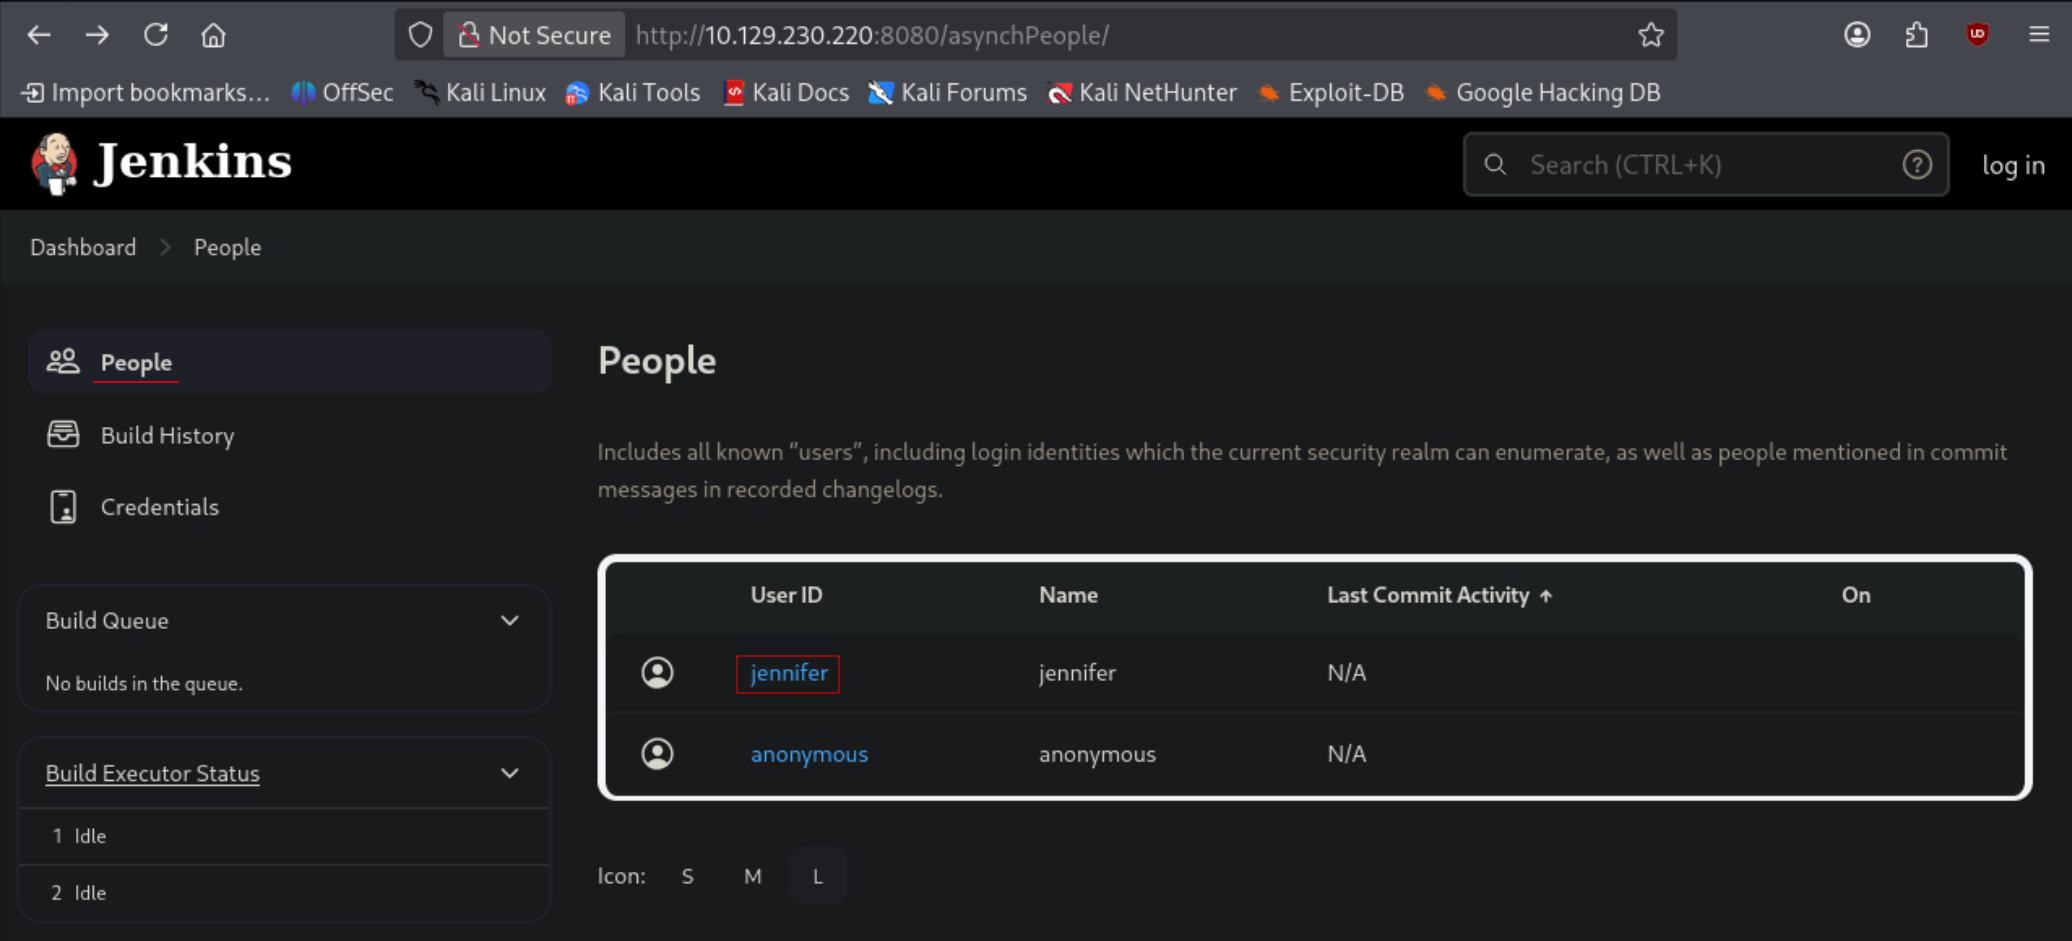 Not Secure http://10.129.230.220:8080/asynchPeople/
Import bookmarks... OffSec Kali Linux Kali Tools Kali Docs Kali Forums Kali NetHunter Exploit-DB Google Hacking DB
Jenkins Search (CTRL+K) ? log in
Dashboard > People
People
Build History
Credentials
Build Queue
No builds in the queue.
Build Executor Status
1 Idle
2 Idle
People
Includes all known “users”, including login identities which the current security realm can enumerate, as well as people mentioned in commit
messages in recorded changelogs.
User ID Name Last Commit Activity ↑ On
jennifer jennifer N/A
anonymous anonymous N/A
Icon: S M L